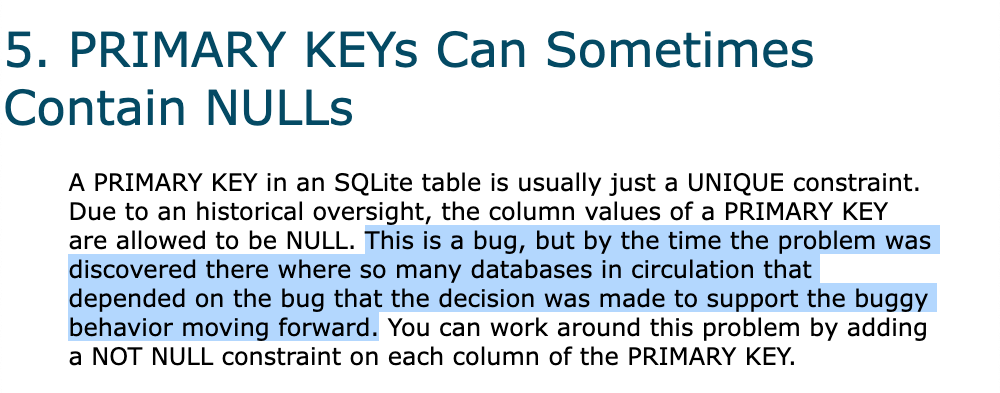 5. PRIMARY KEYs Can Sometimes
Contain NULLs
A PRIMARY KEY in an SQLite table is usually just a UNIQUE constraint.
Due to an historical oversight, the column values of a PRIMARY KEY
are allowed to be NULL. This is a bug, but by the time the problem was
discovered there where so many databases in circulation that
depended on the bug that the decision was made to support the buggy
behavior moving forward. You can work around this problem by adding
a NOT NULL constraint on each column of the PRIMARY KEY.